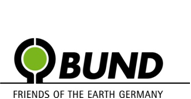 BUND
FRIENDS OF THE EARTH GERMANY